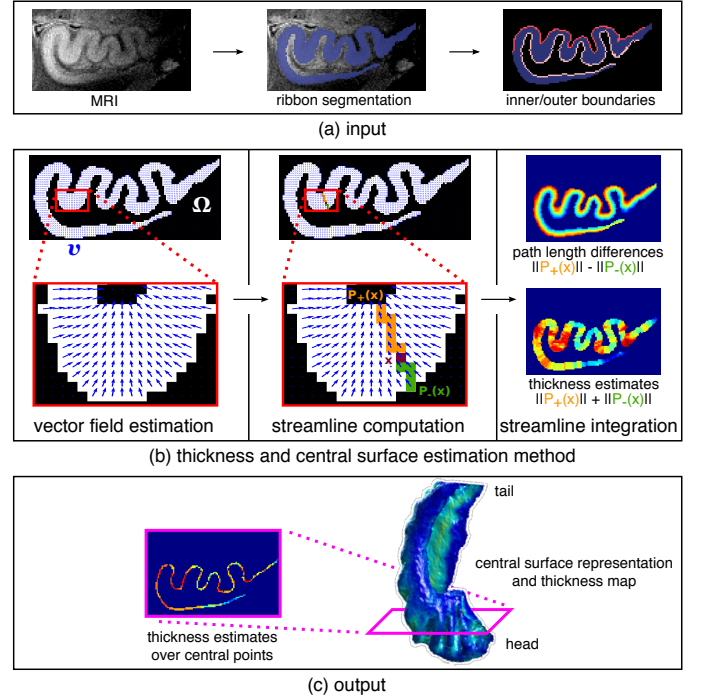 MRI
ribbon segmentation
inner/outer boundaries
(a) input
Ω
v
P+(x)
x
P-(x)
path length differences
||P+(x)|| - ||P-(x)||
thickness estimates
||P+(x)|| + ||P-(x)||
vector field estimation
streamline computation
streamline integration
(b) thickness and central surface estimation method
tail
central surface representation
and thickness map
thickness estimates
over central points
head
(c) output